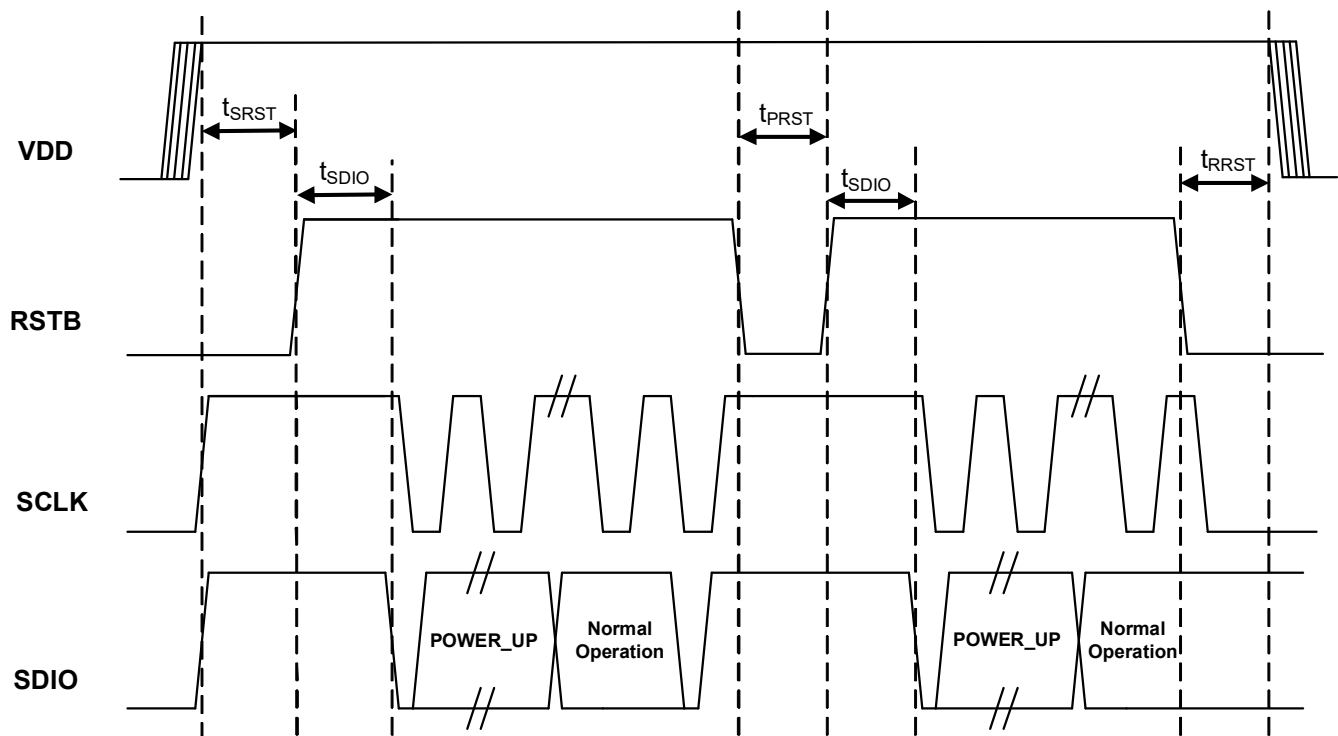 VDD
tSRST
tSDIO
tPRST
tSDIO
tRRST
RSTB
SCLK
SDIO
POWER_UP
Normal
Operation
POWER_UP
Normal
Operation